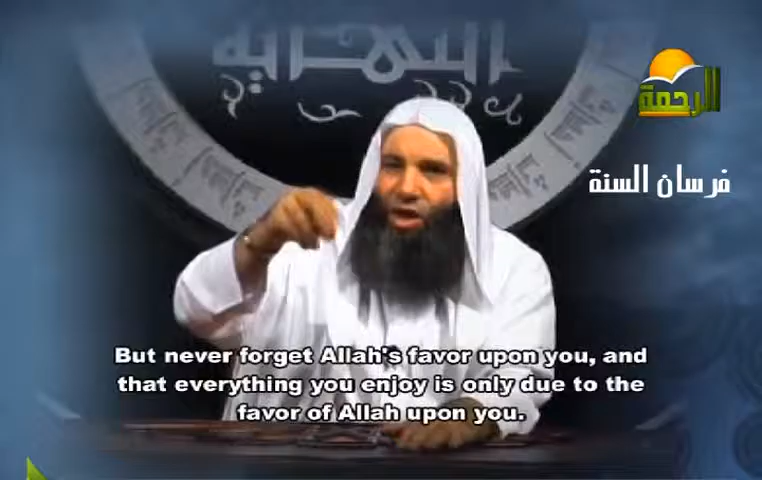 النهاية
الرحمة
فرسان السنة
But never forget Allah's favor upon you, and
that everything you enjoy is only due to the
favor of Allah upon you.